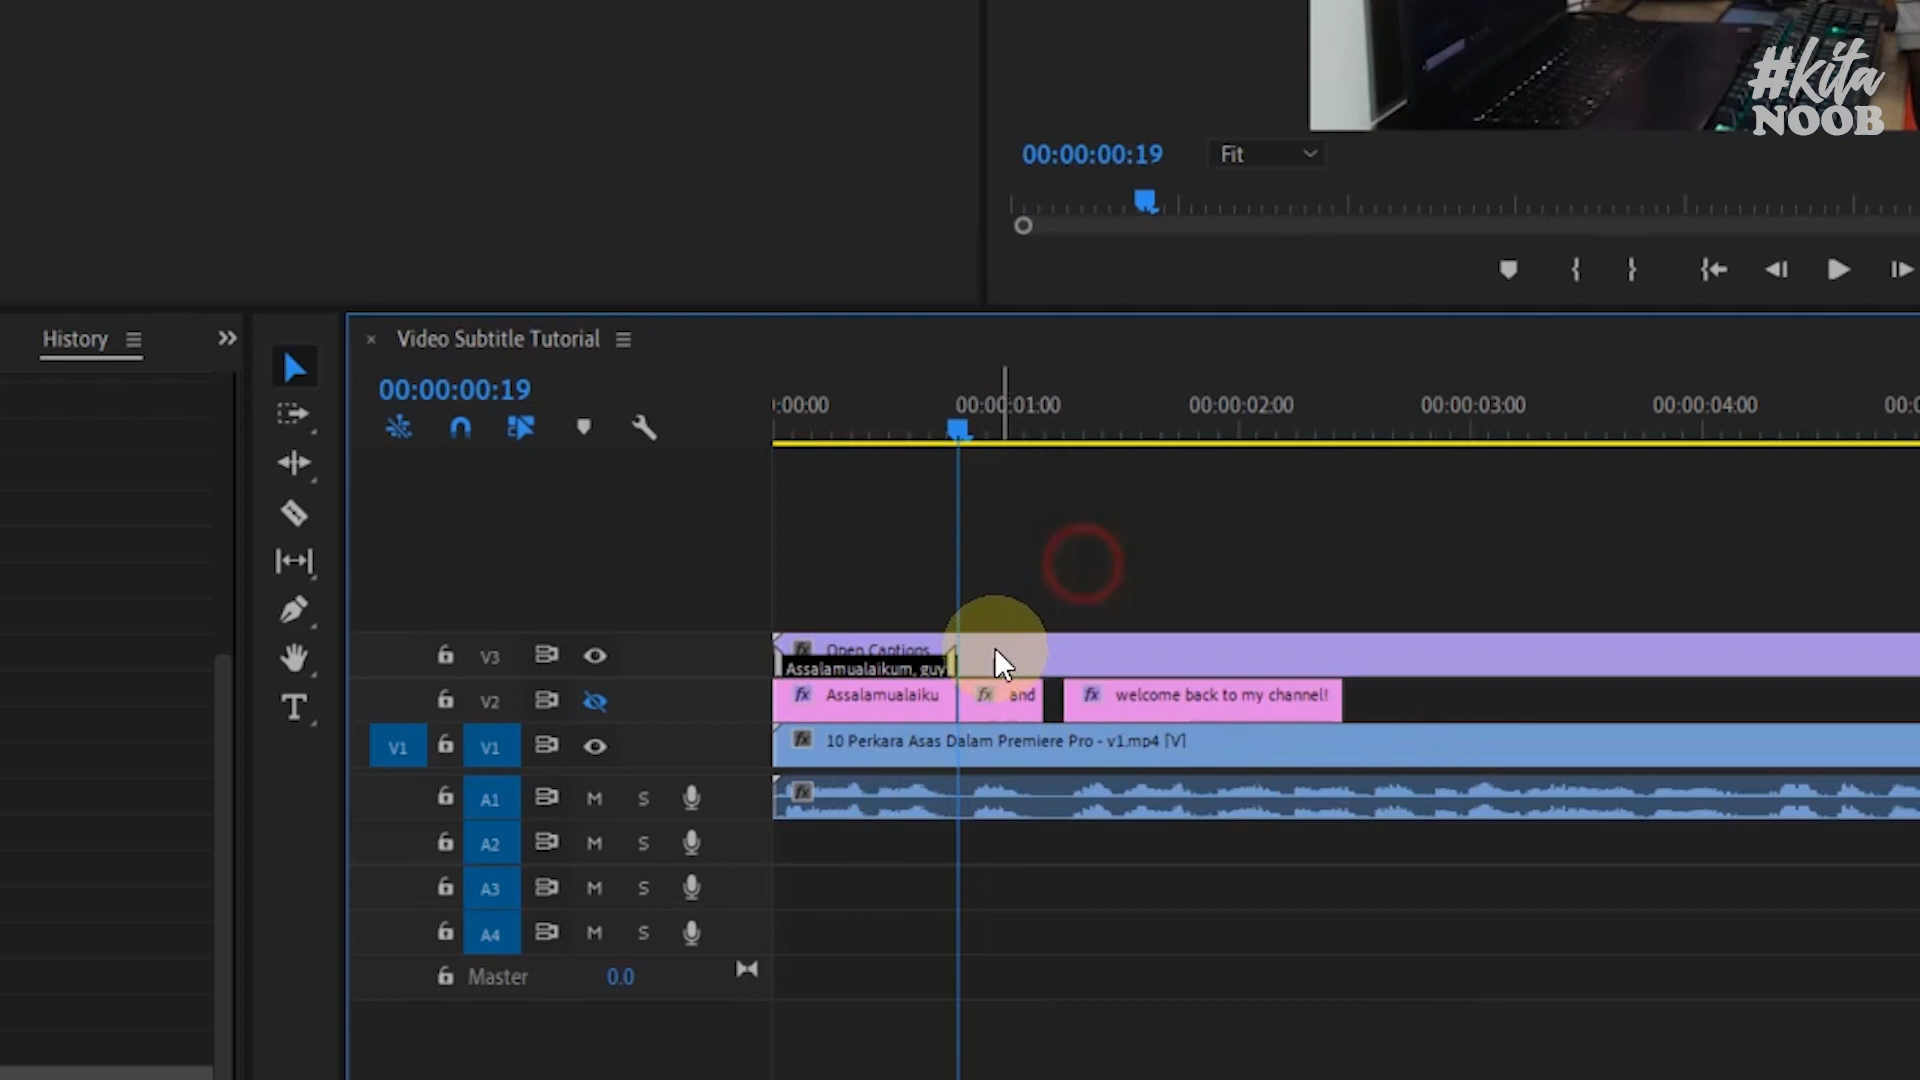 #kita
NOOB
00:00:00:19
Fit
History
Video Subtitle Tutorial
00:00:00:19
:00:00
00:00:01:00
00:00:02:00
00:00:03:00
00:00:04:00
00:0
V3
fx
Open Captions
Assalamualaikum, guy
V2
fx Assalamualaiku
fx and
fx welcome back to my channel!
V1
V1
fx 10 Perkara Asas Dalam Premiere Pro - v1.mp4 [V]
A1
M
S
fx
A2
M
S
A3
M
S
A4
M
S
Master
0.0